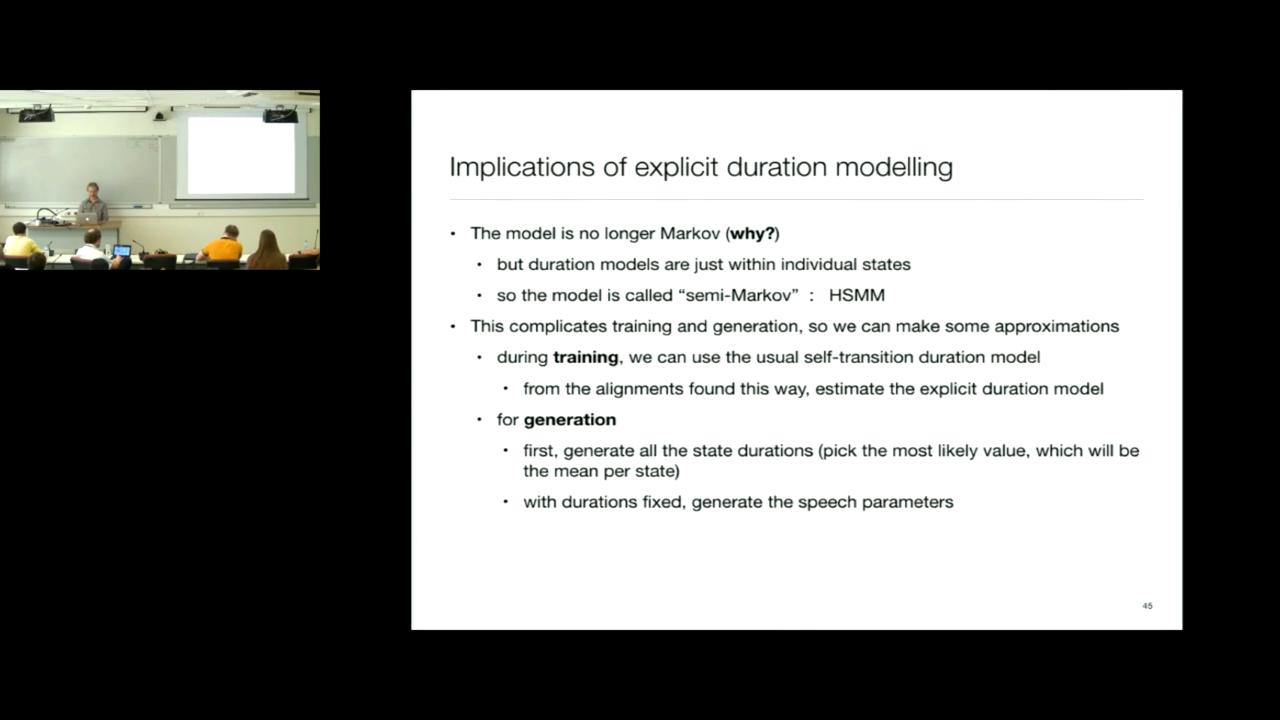 Implications of explicit duration modelling
• The model is no longer Markov (why?)
• but duration models are just within individual states
• so the model is called “semi-Markov” : HSMM
• This complicates training and generation, so we can make some approximations
• during training, we can use the usual self-transition duration model
• from the alignments found this way, estimate the explicit duration model
• for generation
• first, generate all the state durations (pick the most likely value, which will be
the mean per state)
• with durations fixed, generate the speech parameters
45